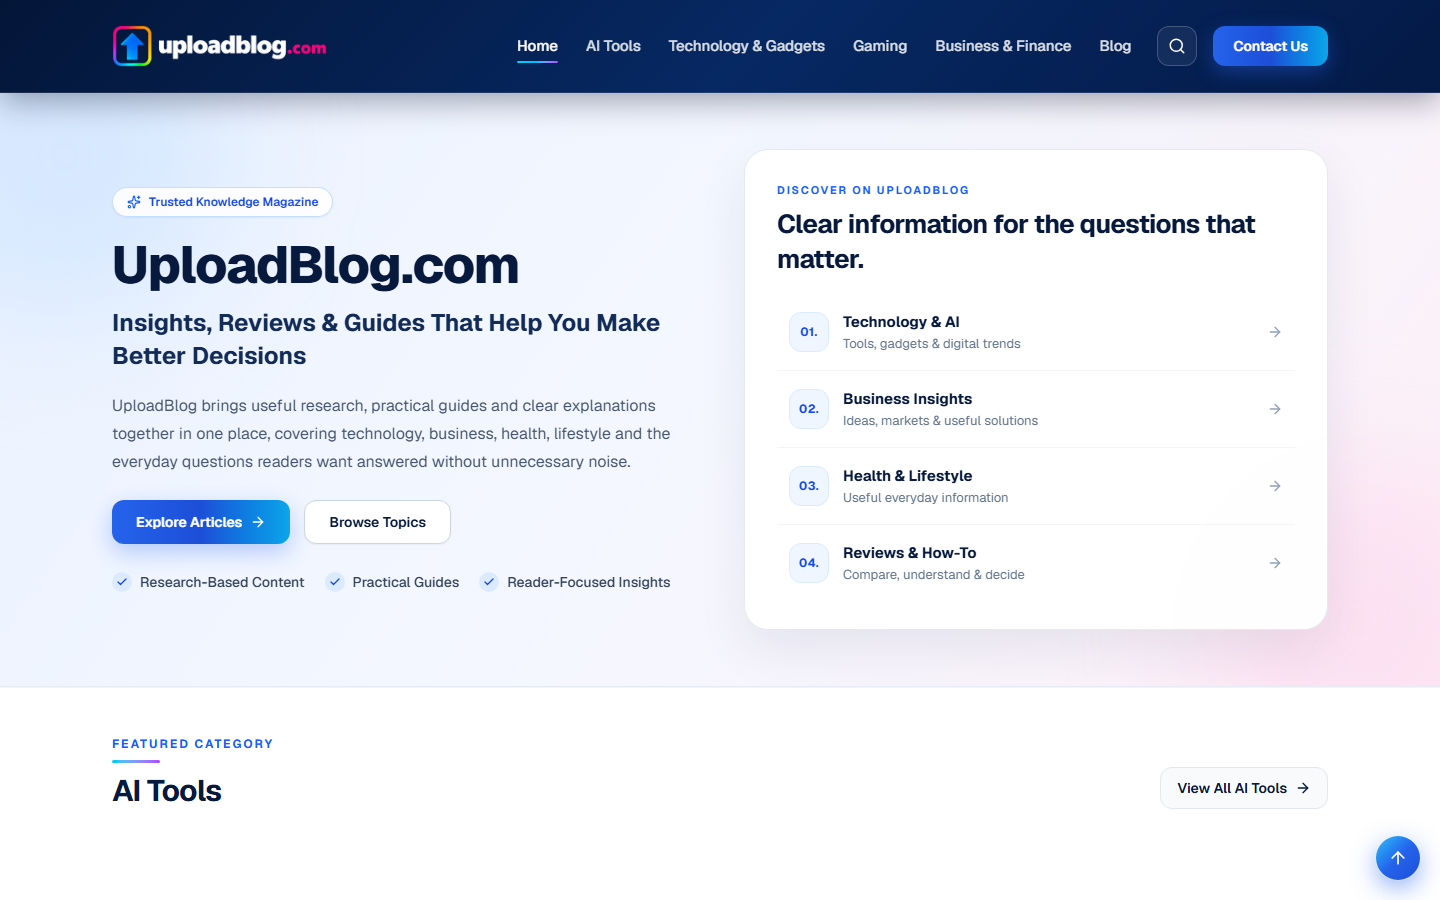 uploadblog.com
Home
AI Tools
Technology & Gadgets
Gaming
Business & Finance
Blog
Contact Us
Trusted Knowledge Magazine
UploadBlog.com
Insights, Reviews & Guides That Help You Make
Better Decisions
UploadBlog brings useful research, practical guides and clear explanations
together in one place, covering technology, business, health, lifestyle and the
everyday questions readers want answered without unnecessary noise.
Explore Articles
Browse Topics
Research-Based Content
Practical Guides
Reader-Focused Insights
DISCOVER ON UPLOADBLOG
Clear information for the questions that
matter.
01.
Technology & AI
Tools, gadgets & digital trends
02.
Business Insights
Ideas, markets & useful solutions
03.
Health & Lifestyle
Useful everyday information
04.
Reviews & How-To
Compare, understand & decide
FEATURED CATEGORY
AI Tools
View All AI Tools